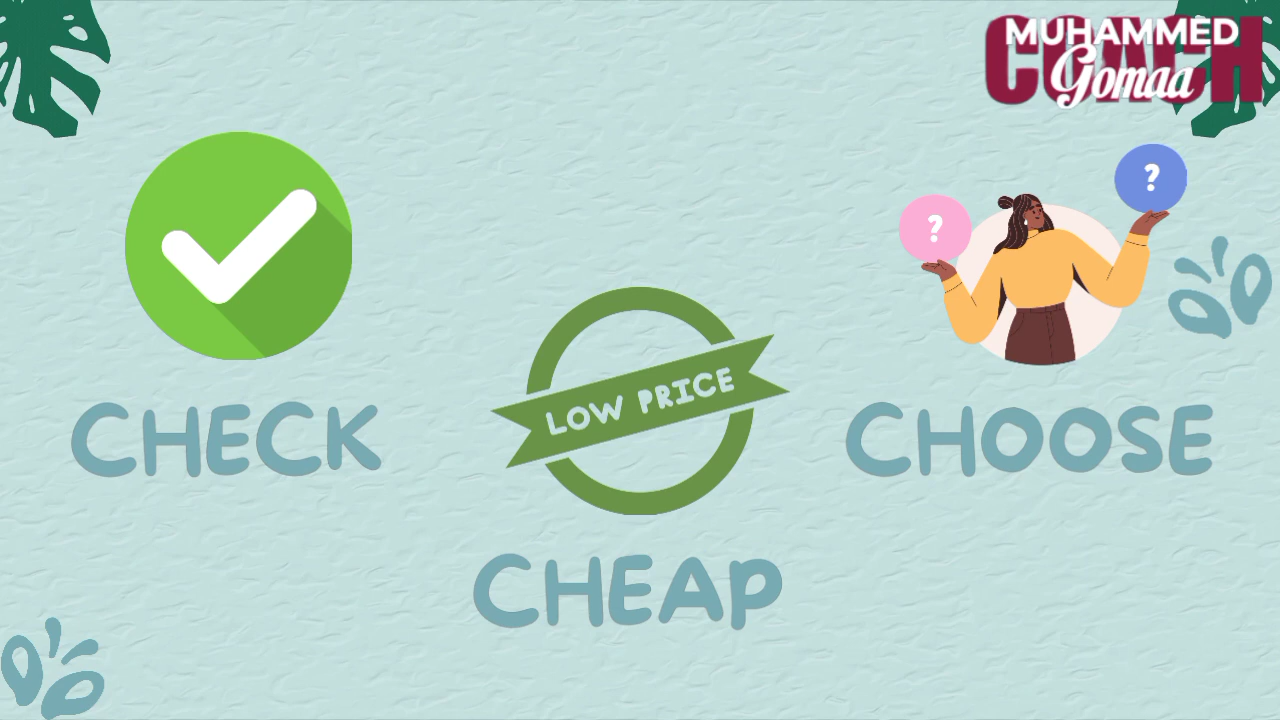 MUHAMMED
COACH
Gomaa
?
?
LOW PRICE
CHECK
CHOOSE
CHEAP